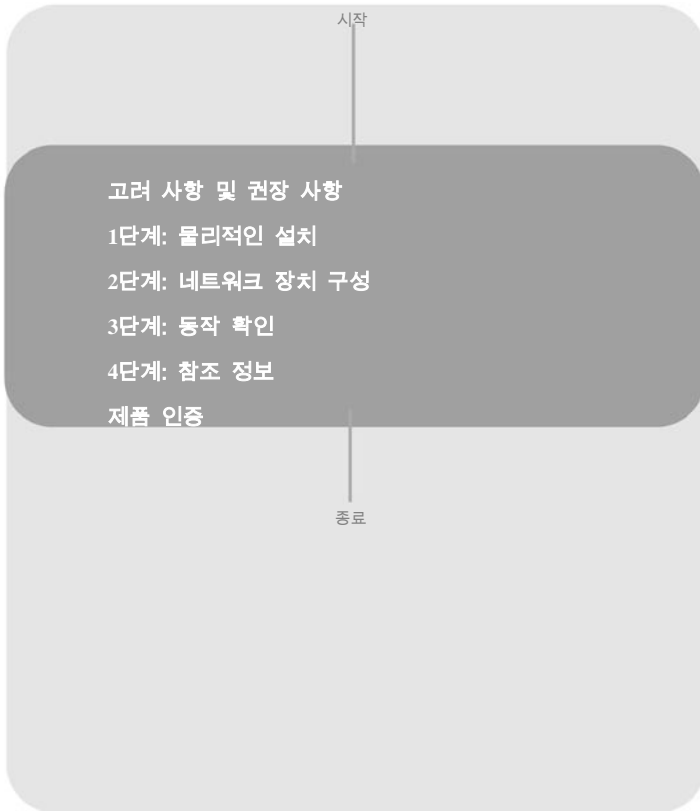 시작
고려 사항 및 권장 사항
1단계: 물리적인 설치
2단계: 네트워크 장치 구성
3단계: 동작 확인
4단계: 참조 정보
제품 인증
종료